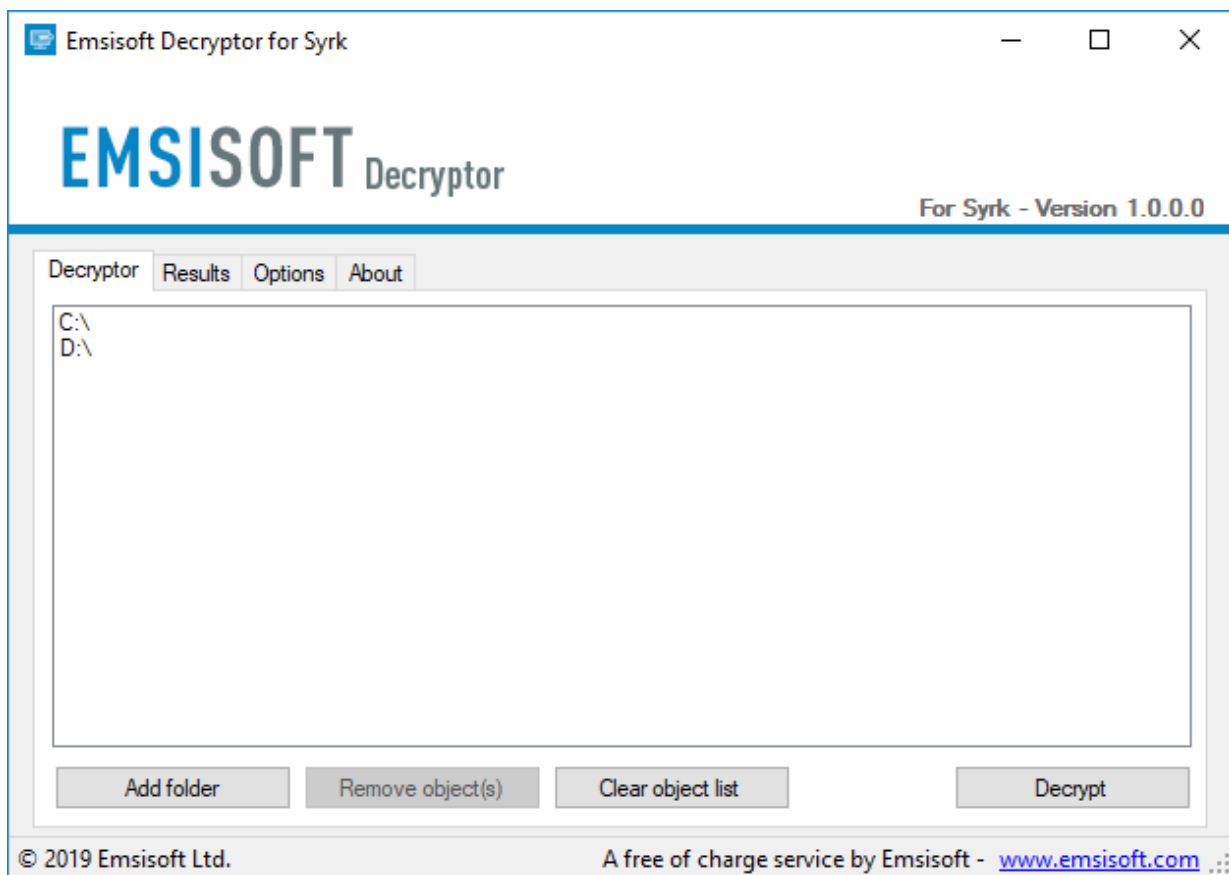 Emsisoft Decryptor for Syrk
EMSISOFT Decryptor
For Syrk - Version 1.0.0.0
Decryptor Results Options About
C:\
D:\
Add folder Remove object(s) Clear object list Decrypt
© 2019 Emsisoft Ltd. A free of charge service by Emsisoft - www.emsisoft.com